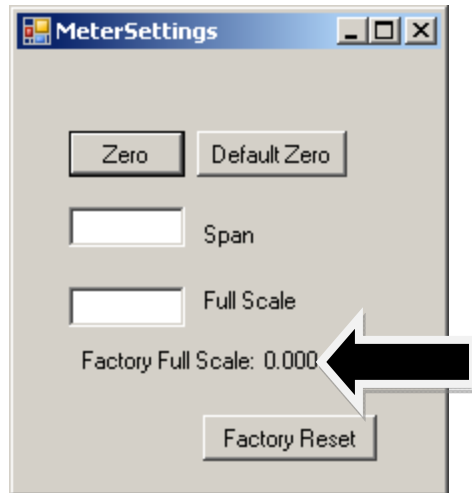 MeterSettings
Zero Default Zero
Span
Full Scale
Factory Full Scale: 0.000
Factory Reset